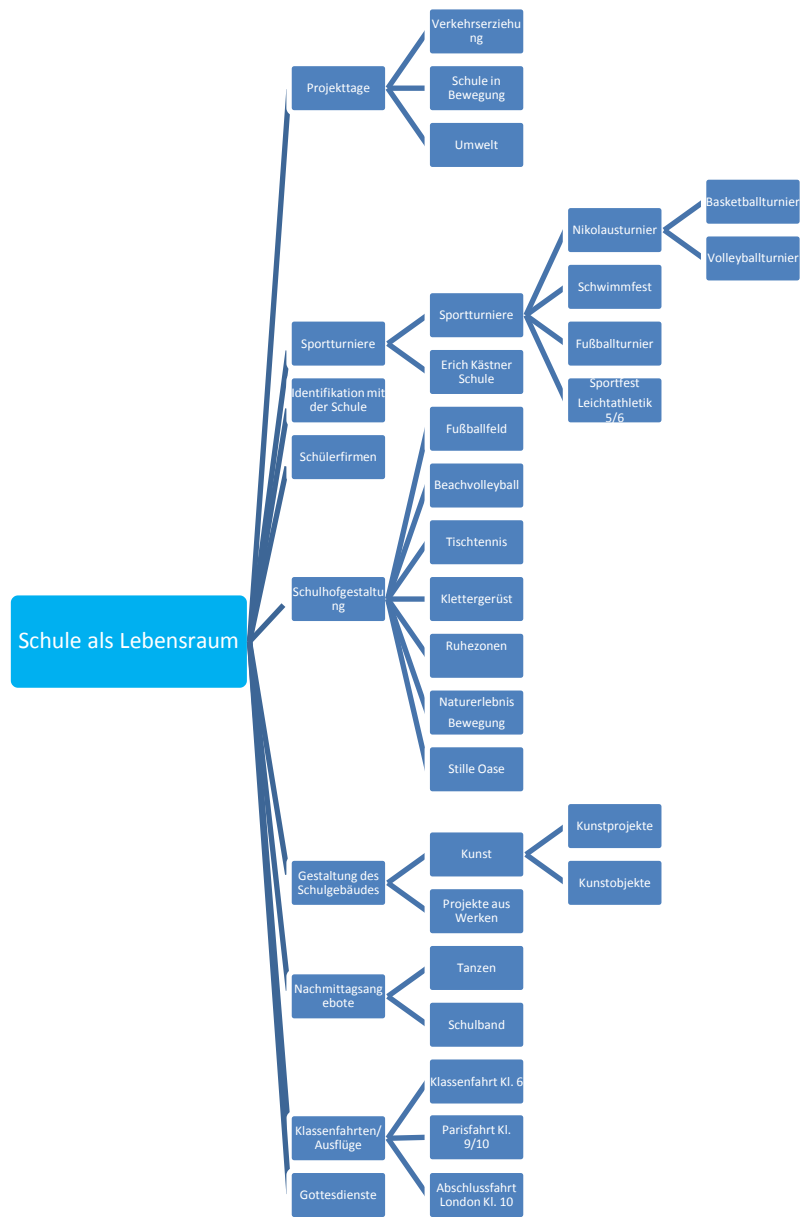 Schule als Lebensraum
Projekttage
Verkehrserziehu
ng
Schule in
Bewegung
Umwelt
Sportturniere
Sportturniere
Nikolausturnier
Basketballturnier
Volleyballturnier
Schwimmfest
Fußballturnier
Sportfest
Leichtathletik
5/6
Erich Kästner
Schule
Identifikation mit
der Schule
Schülerfirmen
Schulhofgestaltu
ng
Fußballfeld
Beachvolleyball
Tischtennis
Klettergerüst
Ruhezonen
Naturerlebnis
Bewegung
Stille Oase
Gestaltung des
Schulgebäudes
Kunst
Kunstprojekte
Kunstobjekte
Projekte aus
Werken
Nachmittagsang
ebote
Tanzen
Schulband
Klassenfahrten/
Ausflüge
Klassenfahrt Kl. 6
Parisfahrt Kl.
9/10
Abschlussfahrt
London Kl. 10
Gottesdienste